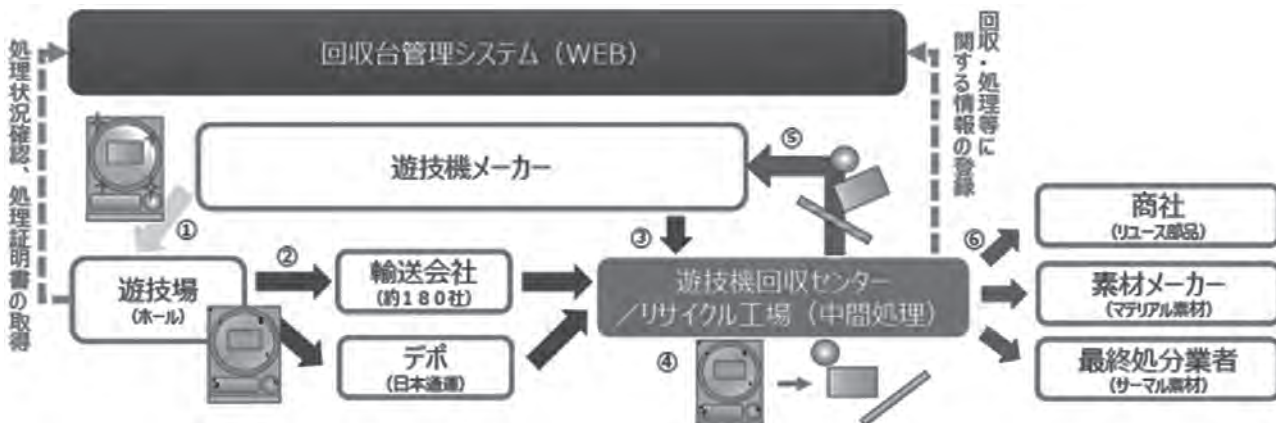 回収台管理システム（WEB）
処理状況確認、処理証明書の取得
回収・処理等に
関する情報の登録
遊技機メーカー
⑤
①
②
③
⑥
遊技場
(ホール)
輸送会社
(約１８０社)
デポ
(日本通運)
遊技機回収センター
／リサイクル工場（中間処理）
④
商社
(リユース部品)
素材メーカー
(マテリアル素材)
最終処分業者
(サーマル素材)